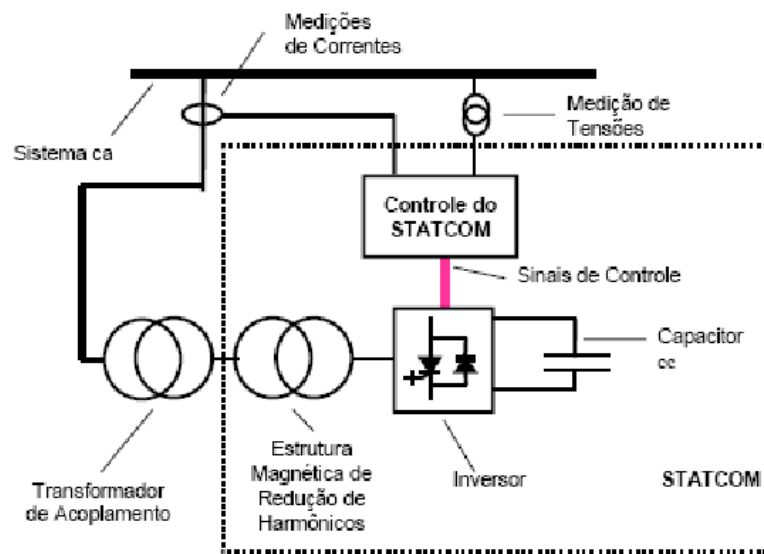 Medições
de Correntes
Medição de
Tensões
Sistema ca
Controle do
STATCOM
Sinais de Controle
Capacitor
cc
Estrutura
Magnética de
Redução de
Harmônicos
Inversor
STATCOM
Transformador
de Acoplamento